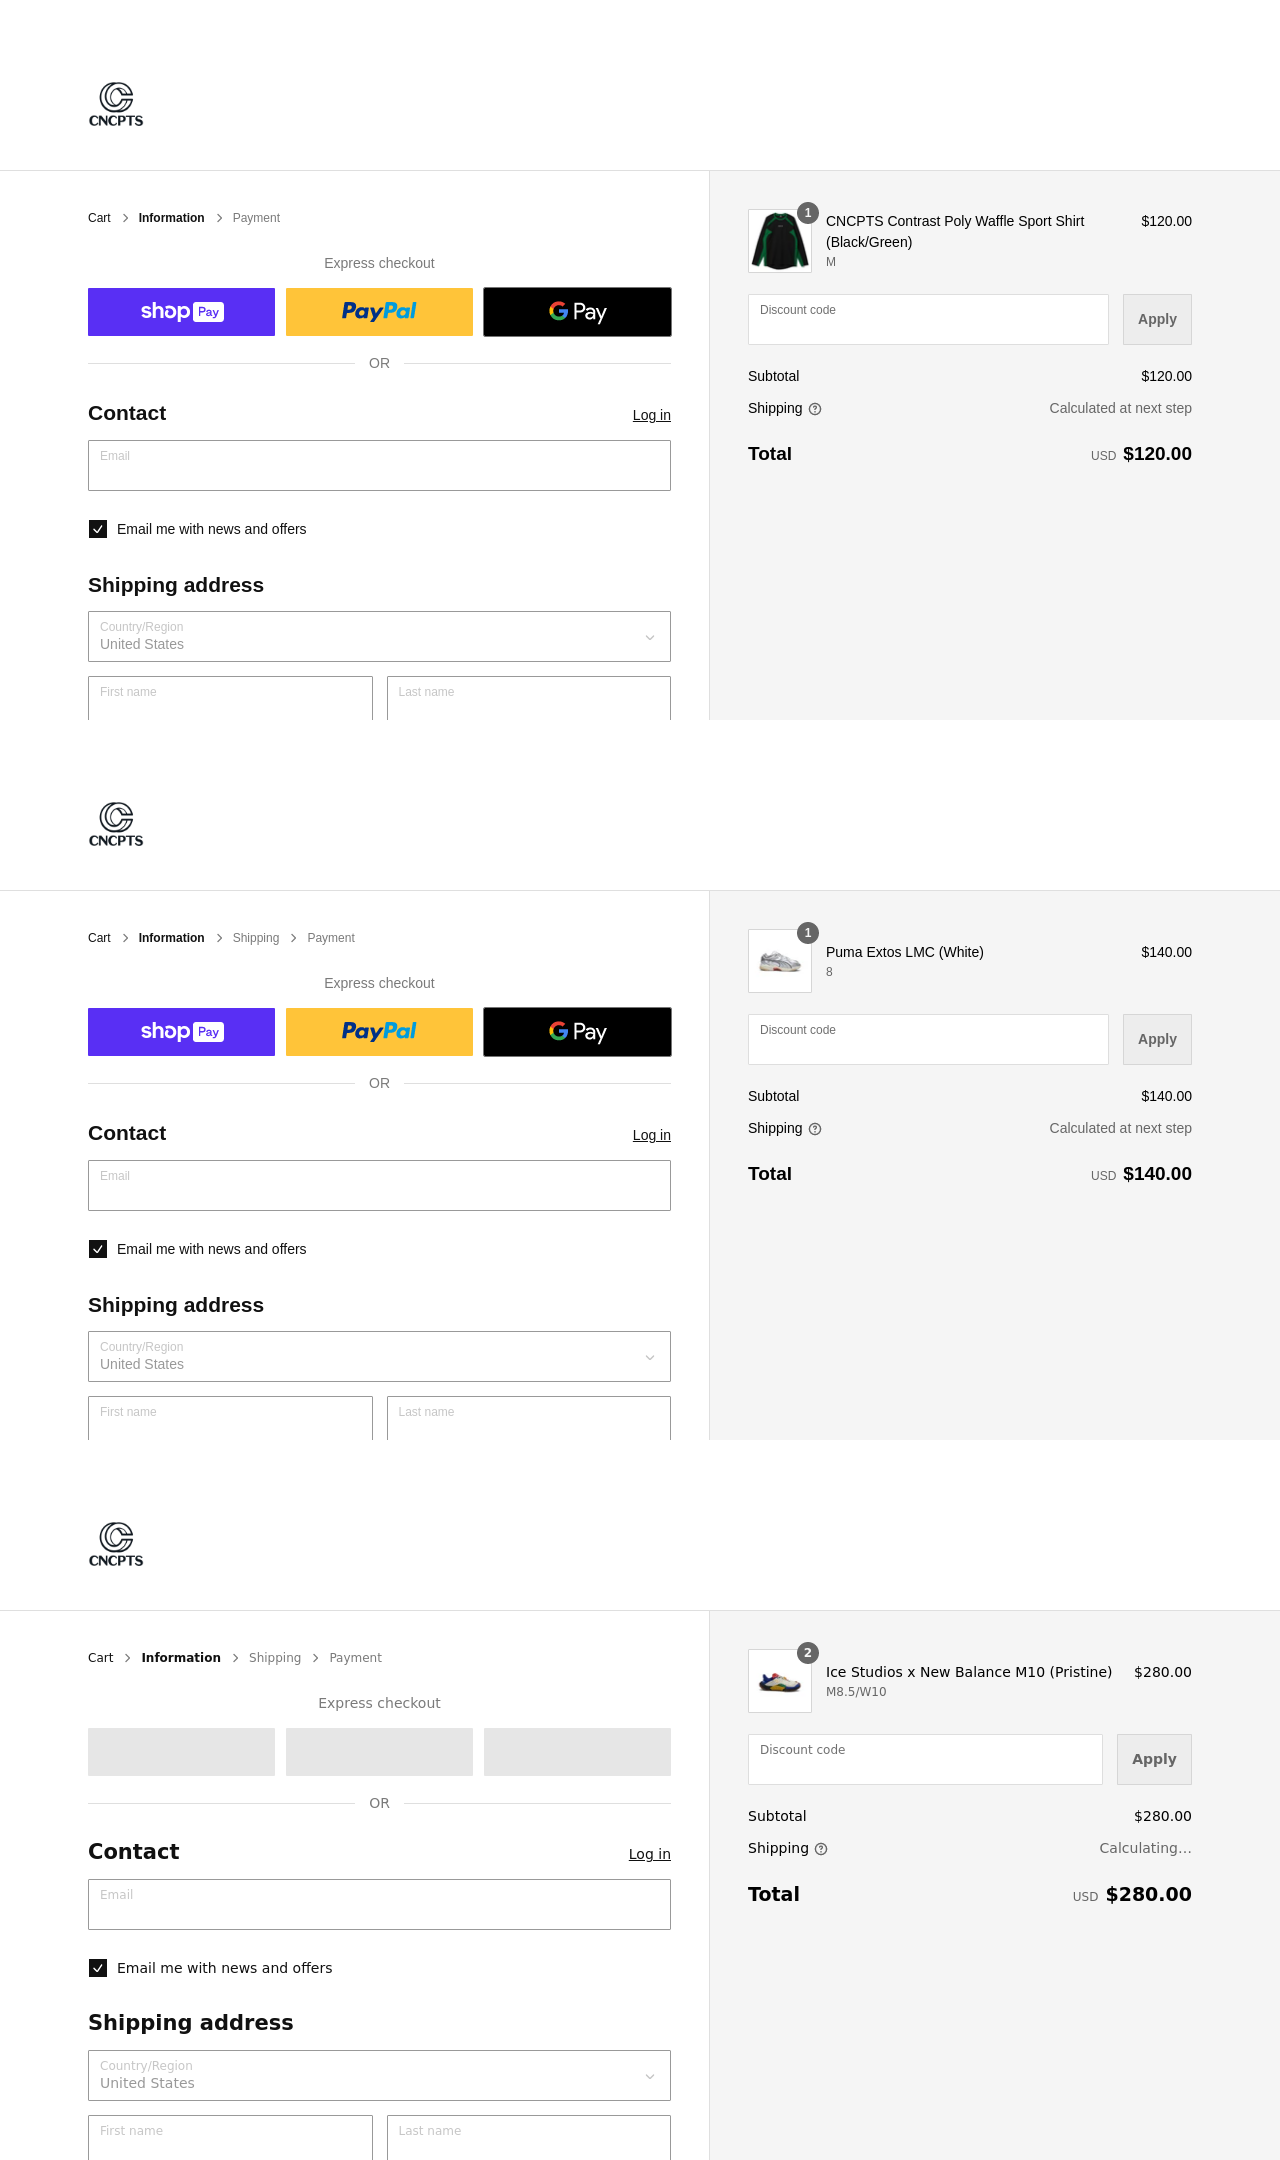 CNCPTS
Cart > Information > Payment
Express checkout
shop Pay
PayPal
G Pay
OR
Contact
Log in
Email
Email me with news and offers
Shipping address
Country/Region
United States
First name
Last name
1
CNCPTS Contrast Poly Waffle Sport Shirt
(Black/Green)
M
$120.00
Discount code
Apply
Subtotal
$120.00
Shipping
Calculated at next step
Total
USD $120.00
CNCPTS
Cart > Information > Shipping > Payment
Express checkout
shop Pay
PayPal
G Pay
OR
Contact
Log in
Email
Email me with news and offers
Shipping address
Country/Region
United States
First name
Last name
1
Puma Extos LMC (White)
8
$140.00
Discount code
Apply
Subtotal
$140.00
Shipping
Calculated at next step
Total
USD $140.00
CNCPTS
Cart > Information > Shipping > Payment
Express checkout
OR
Contact
Log in
Email
Email me with news and offers
Shipping address
Country/Region
United States
First name
Last name
2
Ice Studios x New Balance M10 (Pristine)
M8.5/W10
$280.00
Discount code
Apply
Subtotal
$280.00
Shipping
Calculating...
Total
USD $280.00